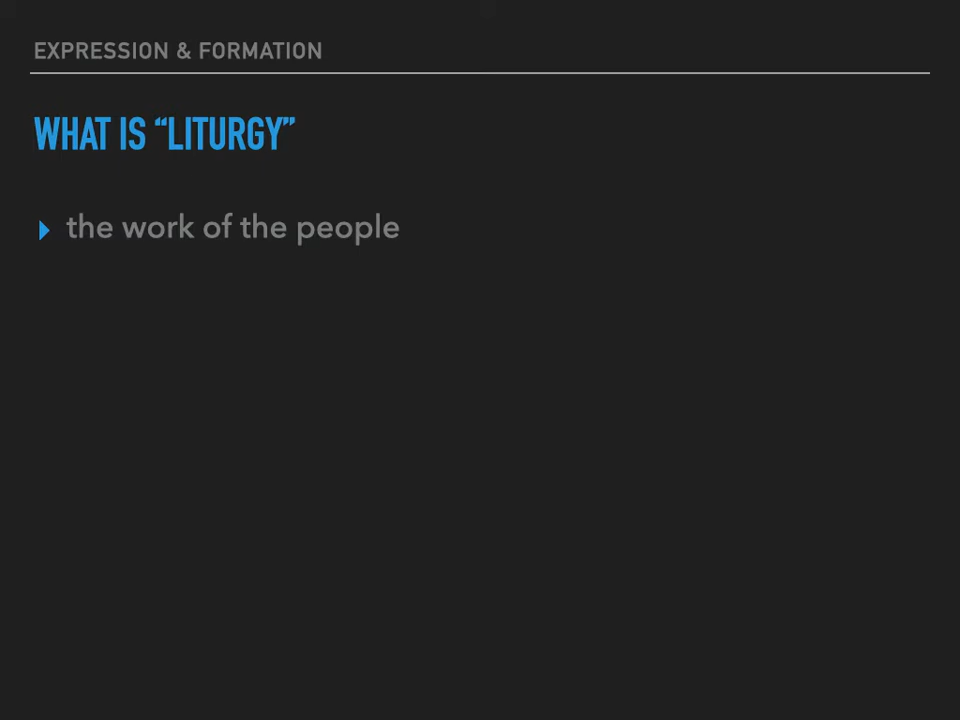 EXPRESSION & FORMATION
WHAT IS “LITURGY”
the work of the people